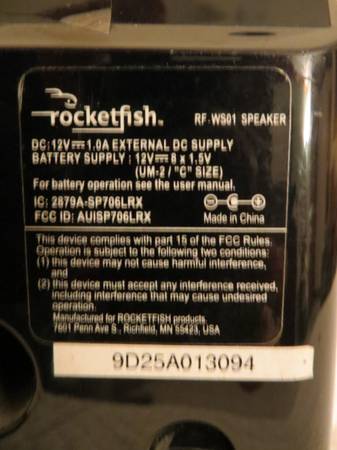 rocketfish™
RF-WS01 SPEAKER
DC:12V⎓1.0A EXTERNAL DC SUPPLY
BATTERY SUPPLY : 12V⎓8 x 1.5V
(UM-2 / "C" SIZE)
For battery operation see the user manual.
IC: 2879A-SP706LRX
FCC ID: AUISP706LRX
Made in China
This device complies with part 15 of the FCC Rules.
Operation is subject to the following two conditions:
(1) this device may not cause harmful interference,
and
(2) this device must accept any interference received,
including interference that may cause undesired
operation.
Manufactured for ROCKETFISH products.
7601 Penn Ave S., Richfield, MN 55423, USA
9D25A013094